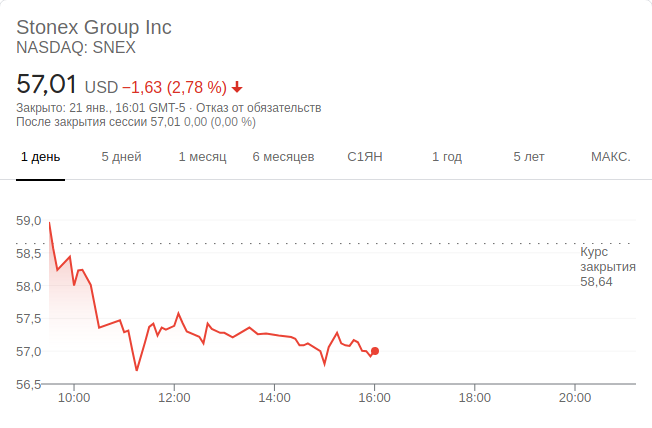 Stonex Group Inc
NASDAQ: SNEX
57,01 USD −1,63 (2,78 %)
Закрыто: 21 янв., 16:01 GMT-5 · Отказ от обязательств
После закрытия сессии 57,01 0,00 (0,00 %)
1 день 5 дней 1 месяц 6 месяцев С1ЯН 1 год 5 лет МАКС.
59,0
58,5
58,0
57,5
57,0
56,5
Курс
закрытия
58,64
10:00 12:00 14:00 16:00 18:00 20:00